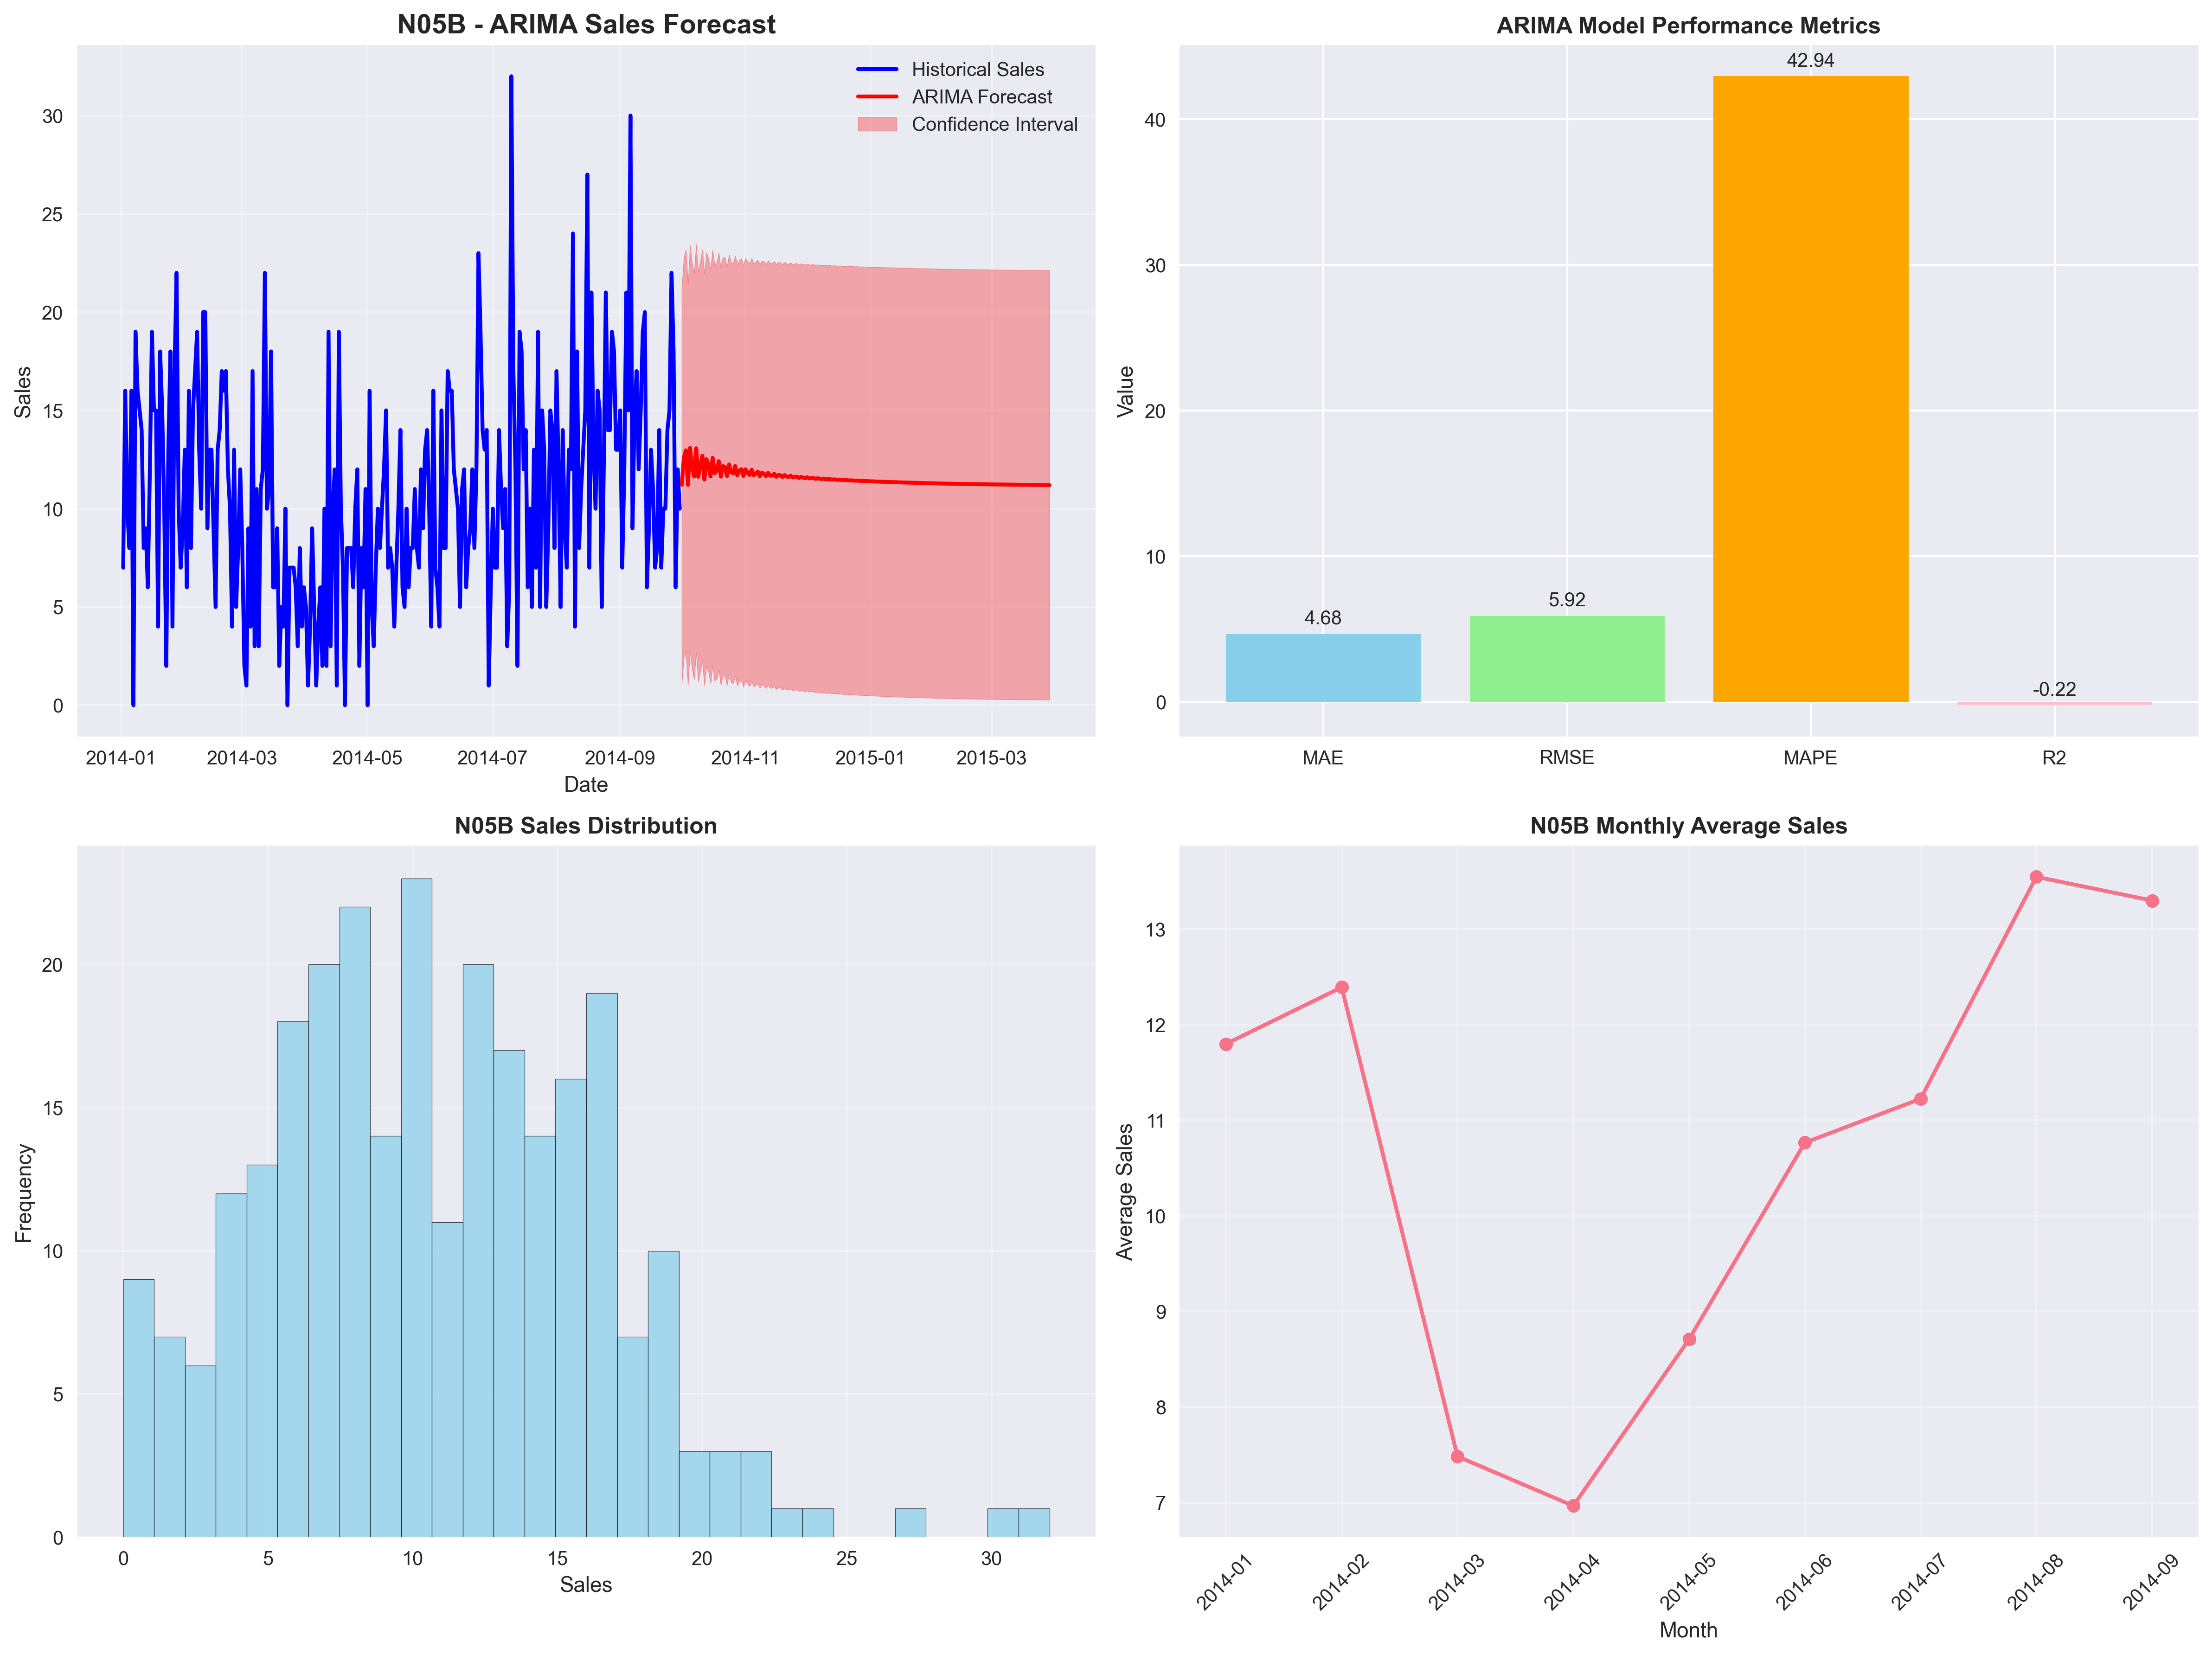 N05B - ARIMA Sales Forecast
Historical Sales
ARIMA Forecast
Confidence Interval
30
25
20
15
10
5
0
Sales
2014-01 2014-03 2014-05 2014-07 2014-09 2014-11 2015-01 2015-03
Date
ARIMA Model Performance Metrics
42.94
4.68
5.92
-0.22
40
30
20
10
0
Value
MAE RMSE MAPE R2
N05B Sales Distribution
20
15
10
5
0
Frequency
0 5 10 15 20 25 30
Sales
N05B Monthly Average Sales
13
12
11
10
9
8
7
Average Sales
2014-01 2014-02 2014-03 2014-04 2014-05 2014-06 2014-07 2014-08 2014-09
Month